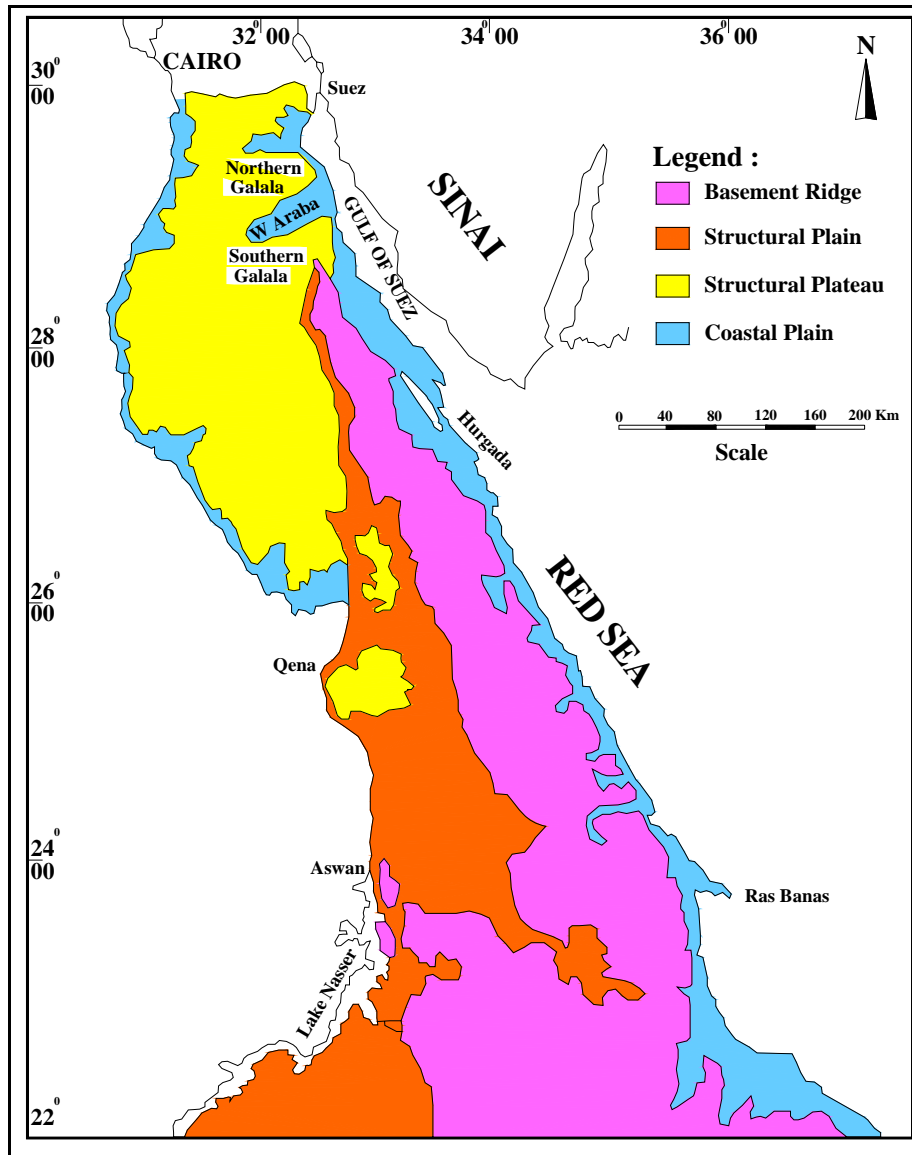 32° 00
34° 00
36° 00
CAIRO
30°
00
Suez
N
Northern
Galala
W Araba
Southern
Galala
GULF OF SUEZ
SINAI
Legend :
Basement Ridge
Structural Plain
Structural Plateau
Coastal Plain
28°
00
0 40 80 120 160 200 Km
Scale
Hurgada
RED SEA
26°
00
Qena
24°
00
Aswan
Ras Banas
Lake Nasser
22°